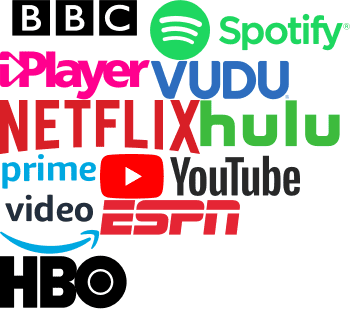 BBC
Spotify®
iPlayer
VUDU
NETFLIX
hulu
prime video
YouTube
ESPN
HBO